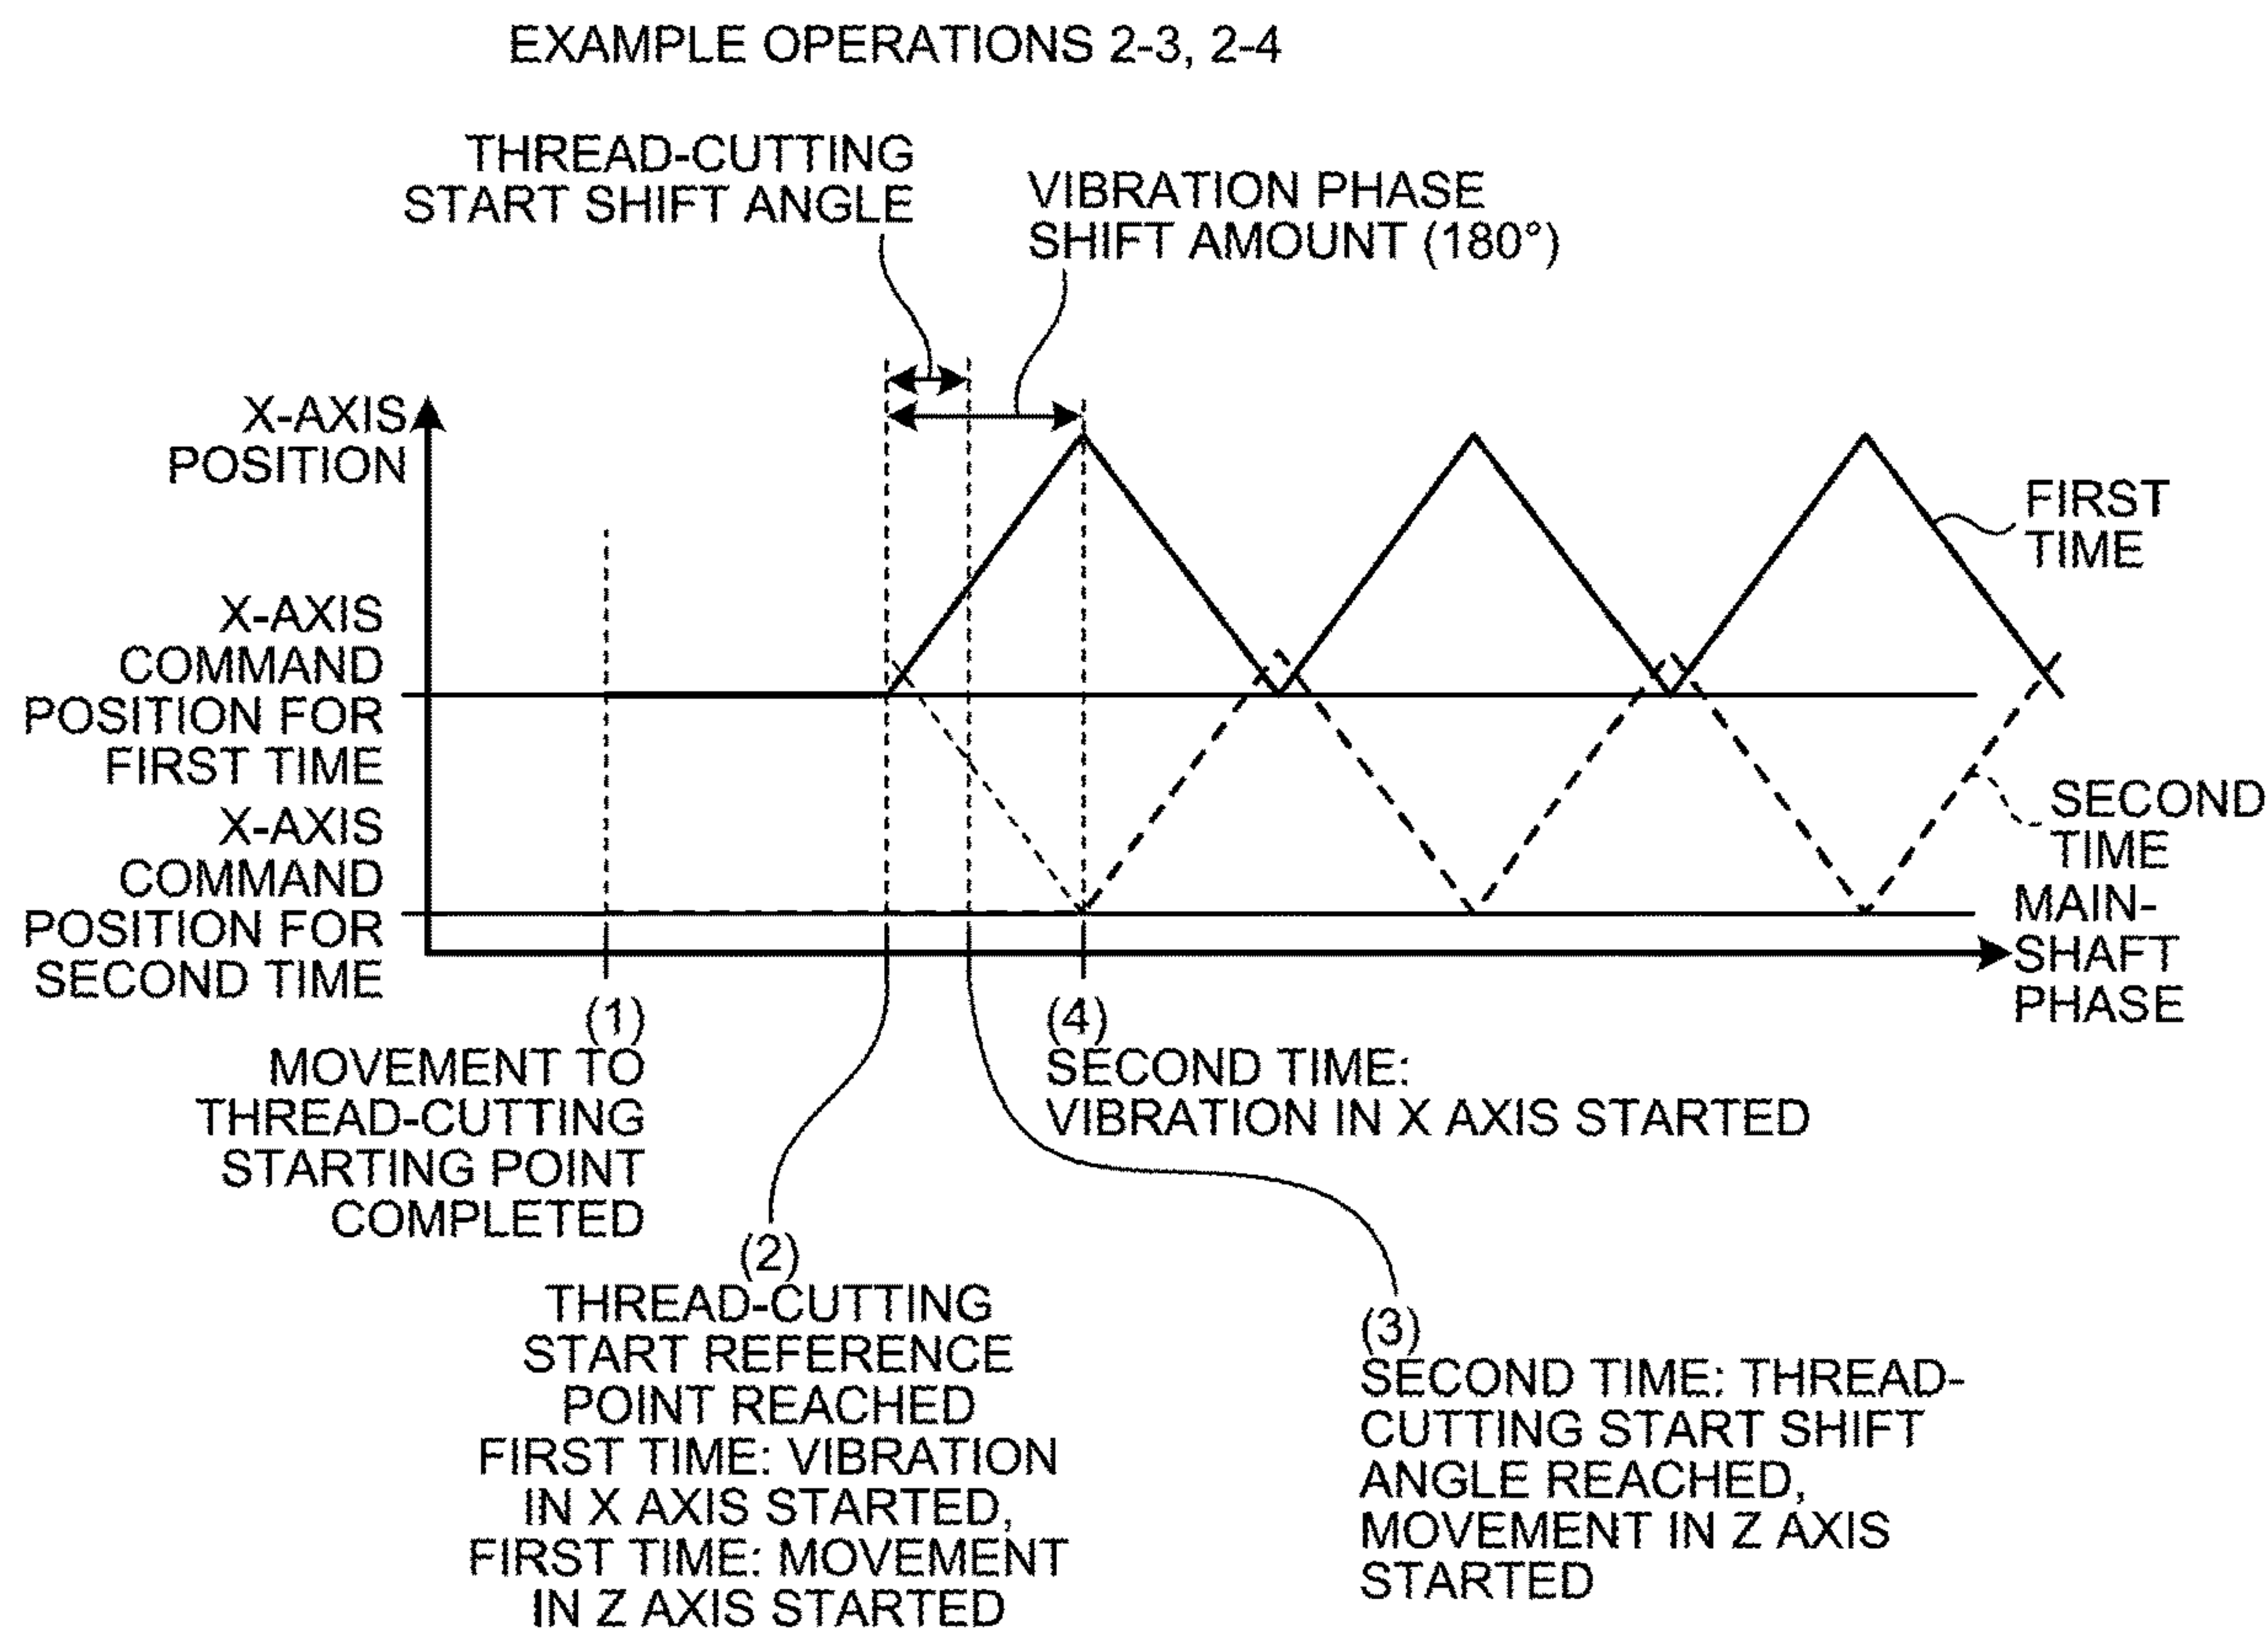 EXAMPLE OPERATIONS 2-3, 2-4
THREAD-CUTTING
START SHIFT ANGLE
VIBRATION PHASE
SHIFT AMOUNT (180°)
X-AXIS
POSITION
FIRST
TIME
X-AXIS
COMMAND
POSITION FOR
FIRST TIME
X-AXIS
COMMAND
POSITION FOR
SECOND TIME
SECOND
TIME
MAIN-
SHAFT
PHASE
(1)
MOVEMENT TO
THREAD-CUTTING
STARTING POINT
COMPLETED
(4)
SECOND TIME:
VIBRATION IN X AXIS STARTED
(2)
THREAD-CUTTING
START REFERENCE
POINT REACHED
FIRST TIME: VIBRATION
IN X AXIS STARTED,
FIRST TIME: MOVEMENT
IN Z AXIS STARTED
(3)
SECOND TIME: THREAD-
CUTTING START SHIFT
ANGLE REACHED,
MOVEMENT IN Z AXIS
STARTED